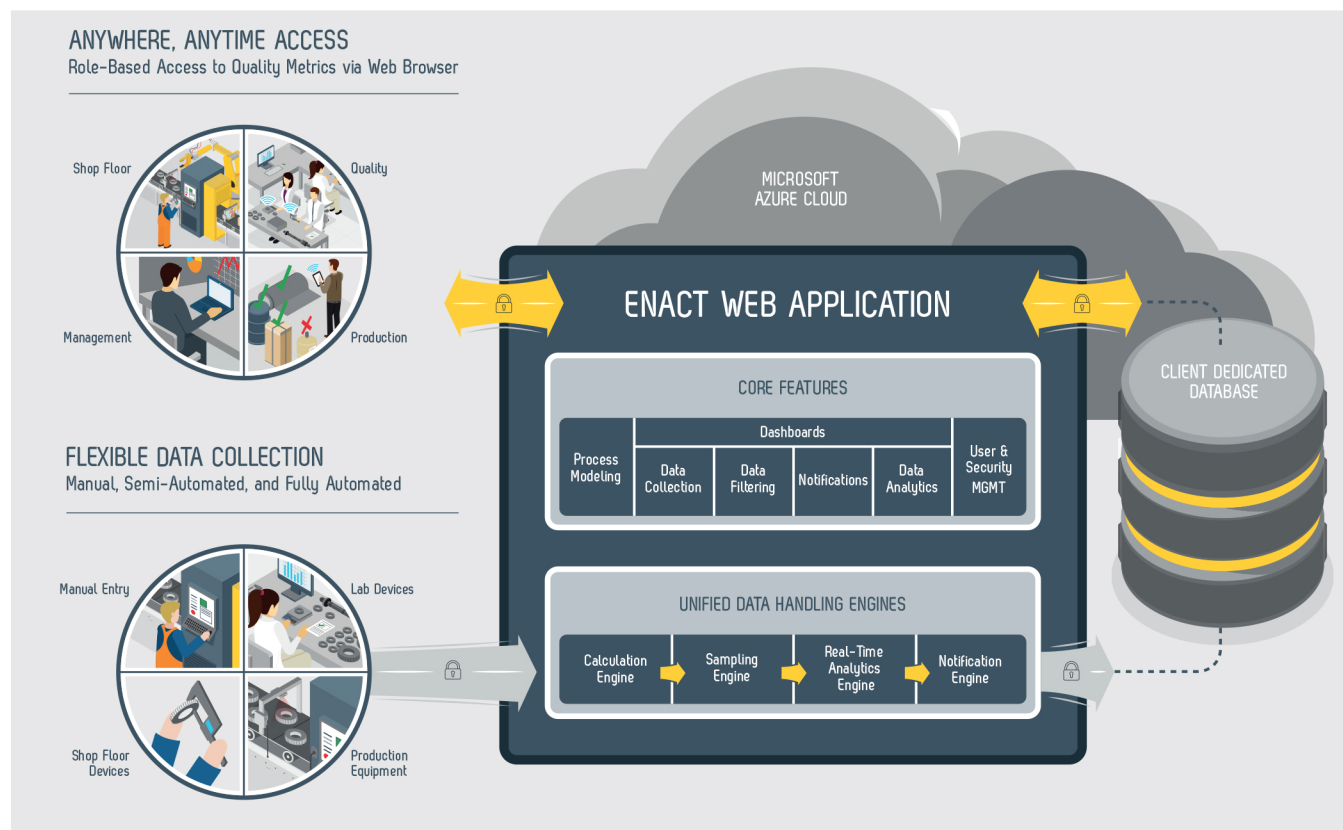 ANYWHERE, ANYTIME ACCESS
Role-Based Access to Quality Metrics via Web Browser
Shop Floor
Quality
Management
Production
FLEXIBLE DATA COLLECTION
Manual, Semi-Automated, and Fully Automated
Manual Entry
Lab Devices
Shop Floor
Devices
Production
Equipment
MICROSOFT
AZURE CLOUD
ENACT WEB APPLICATION
CORE FEATURES
Process
Modeling
Dashboards
Data
Collection
Data
Filtering
Notifications
Data
Analytics
User &
Security
MGMT
UNIFIED DATA HANDLING ENGINES
Calculation
Engine
Sampling
Engine
Real-Time
Analytics
Engine
Notification
Engine
CLIENT DEDICATED
DATABASE